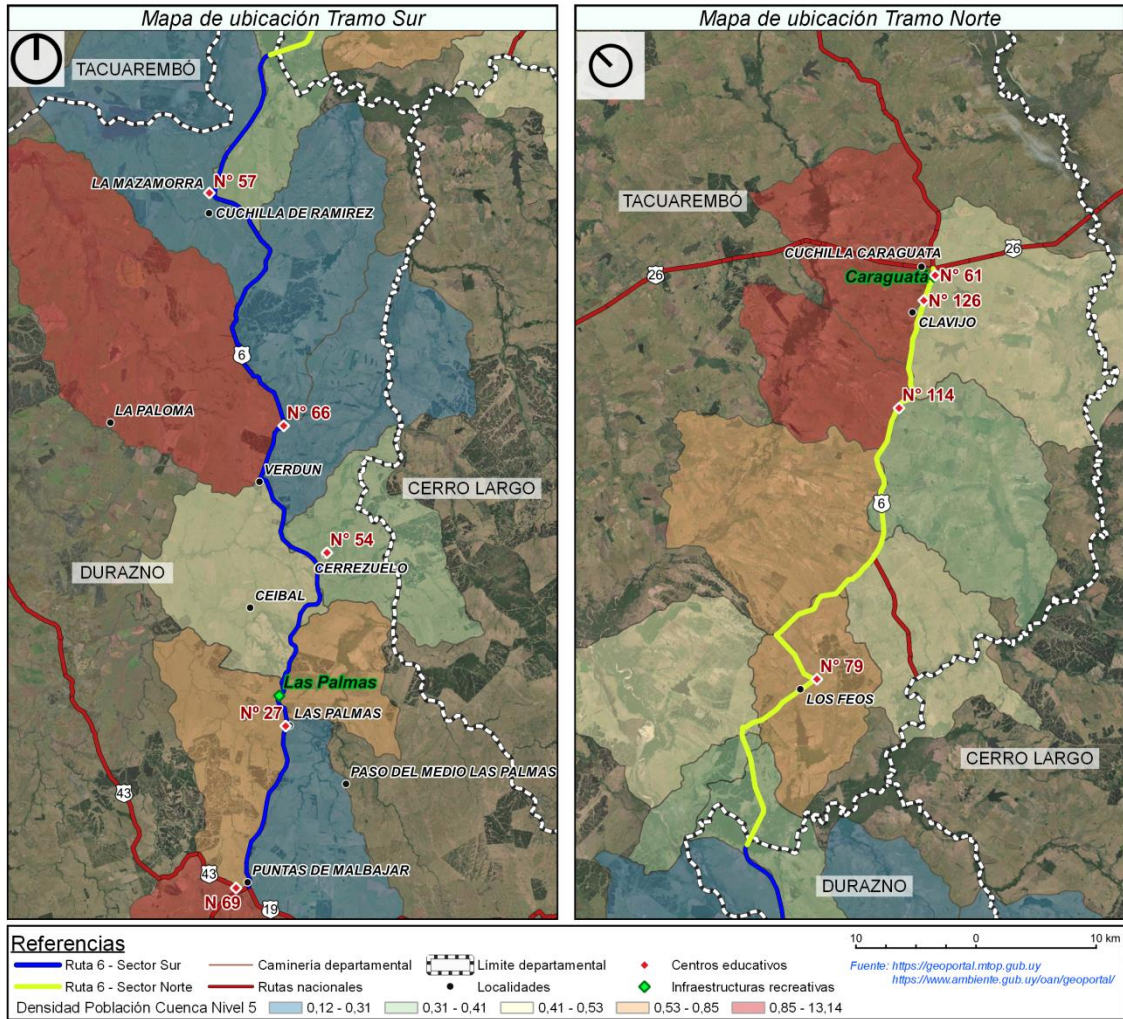 Mapa de ubicación Tramo Sur
TACUAREMBÓ
N° 57
LA MAZAMORRA
CUCHILLA DE RAMIREZ
6
LA PALOMA
N° 66
VERDUN
CERRO LARGO
N° 54
CERREZUELO
DURAZNO
CEIBAL
Las Palmas
N° 27
LAS PALMAS
PASO DEL MEDIO LAS PALMAS
43
PUNTAS DE MALBAJAR
43
N 69
19
Mapa de ubicación Tramo Norte
TACUAREMBÓ
CUCHILLA CARAGUATA
26
26
Caraguatá
N° 61
N° 126
CLAVIJO
N° 114
6
N° 79
LOS FEOS
CERRO LARGO
DURAZNO
Referencias
Ruta 6 - Sector Sur
Caminería departamental
Límite departamental
Centros educativos
Ruta 6 - Sector Norte
Rutas nacionales
Localidades
Infraestructuras recreativas
Densidad Población Cuenca Nivel 5
0,12 - 0,31
0,31 - 0,41
0,41 - 0,53
0,53 - 0,85
0,85 - 13,14
10 0 10 km
Fuente: https://geoportal.mtop.gub.uy
https://www.ambiente.gub.uy/oan/geoportal/